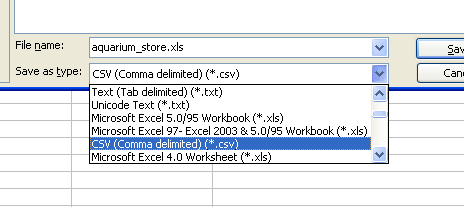 File name: aquarium_store.xls Sav
Save as type: CSV (Comma delimited) (*.csv) Canc
Text (Tab delimited) (*.txt)
Unicode Text (*.txt)
Microsoft Excel 5.0/95 Workbook (*.xls)
Microsoft Excel 97- Excel 2003 & 5.0/95 Workbook (*.xls)
CSV (Comma delimited) (*.csv)
Microsoft Excel 4.0 Worksheet (*.xls)